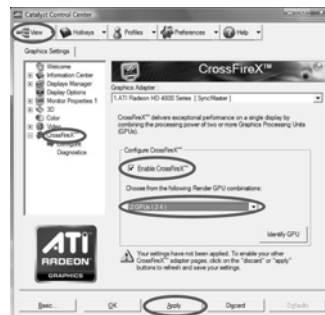 Catalyst Control Center
View
Hotkeys
Profiles
Preferences
Help
Graphics Settings
Welcome
Information Center
Displays Manager
Display Options
Monitor Properties 1
3D
Color
Video
CrossFireX™
Configure
Diagnostics
ATI
RADEON
GRAPHICS
CrossFireX™
Graphics Adapter:
1.ATI Radeon HD 4800 Series [ SyncMaster ]
CrossFireX™ delivers exceptional performance on a single display by
combining the processing power of two or more Graphics Processing Units
(GPUs).
Configure CrossFireX™
Enable CrossFireX™
Choose from the following Render GPU combinations:
Identify GPU
Your settings have not been applied. To enable your other
CrossFireX™ adapter pages, click on the "discard" or "apply"
buttons to refresh and save your settings.
Basic...
OK
Apply
Discard
Defaults